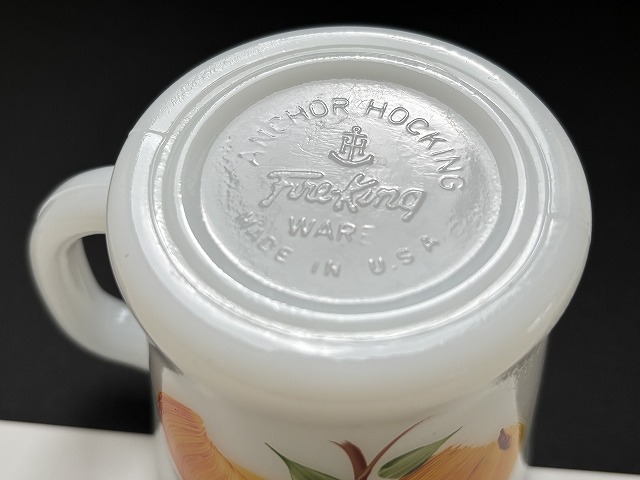 ANCHOR HOCKING
Fire-King
WARE
MADE IN U.S.A